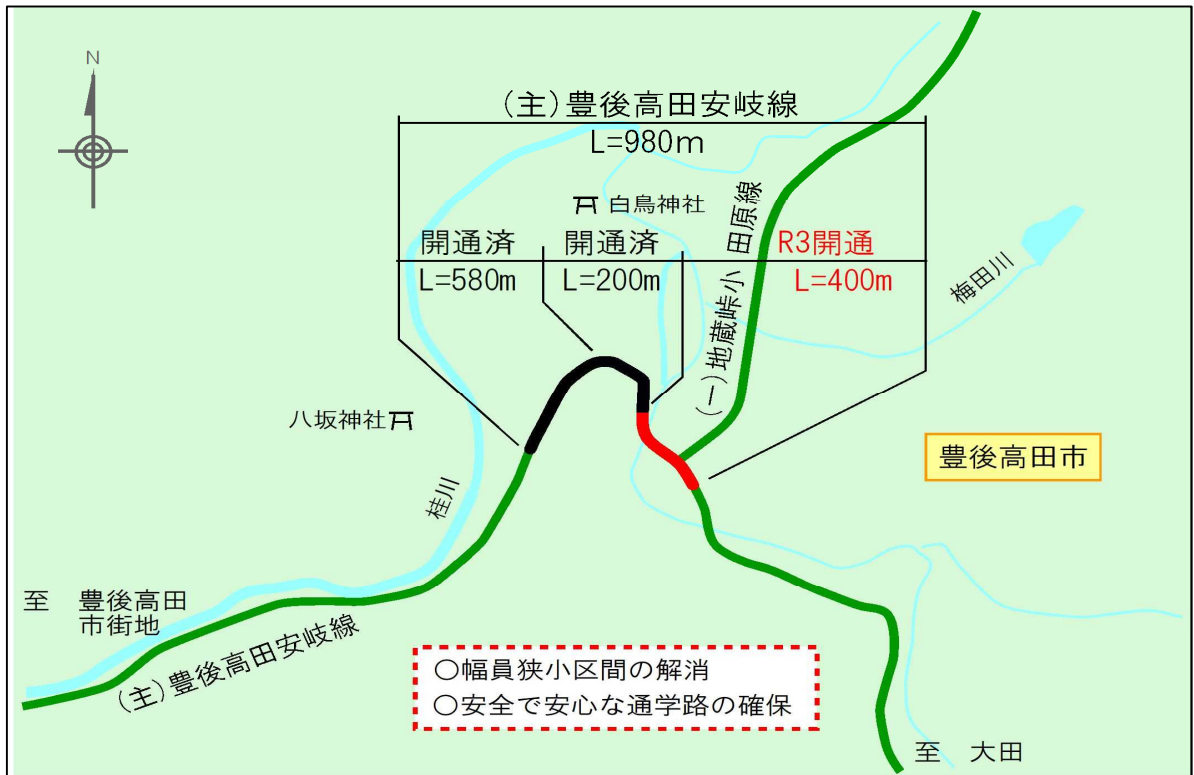 N
(主)豊後高田安岐線
L=980m
白鳥神社
開通済
開通済
R3開通
L=580m
L=200m
L=400m
(一)地蔵峠小田原線
梅田川
八坂神社
桂川
豊後高田市
至 豊後高田
市街地
(主)豊後高田安岐線
○幅員狭小区間の解消
○安全で安心な通学路の確保
至 大田